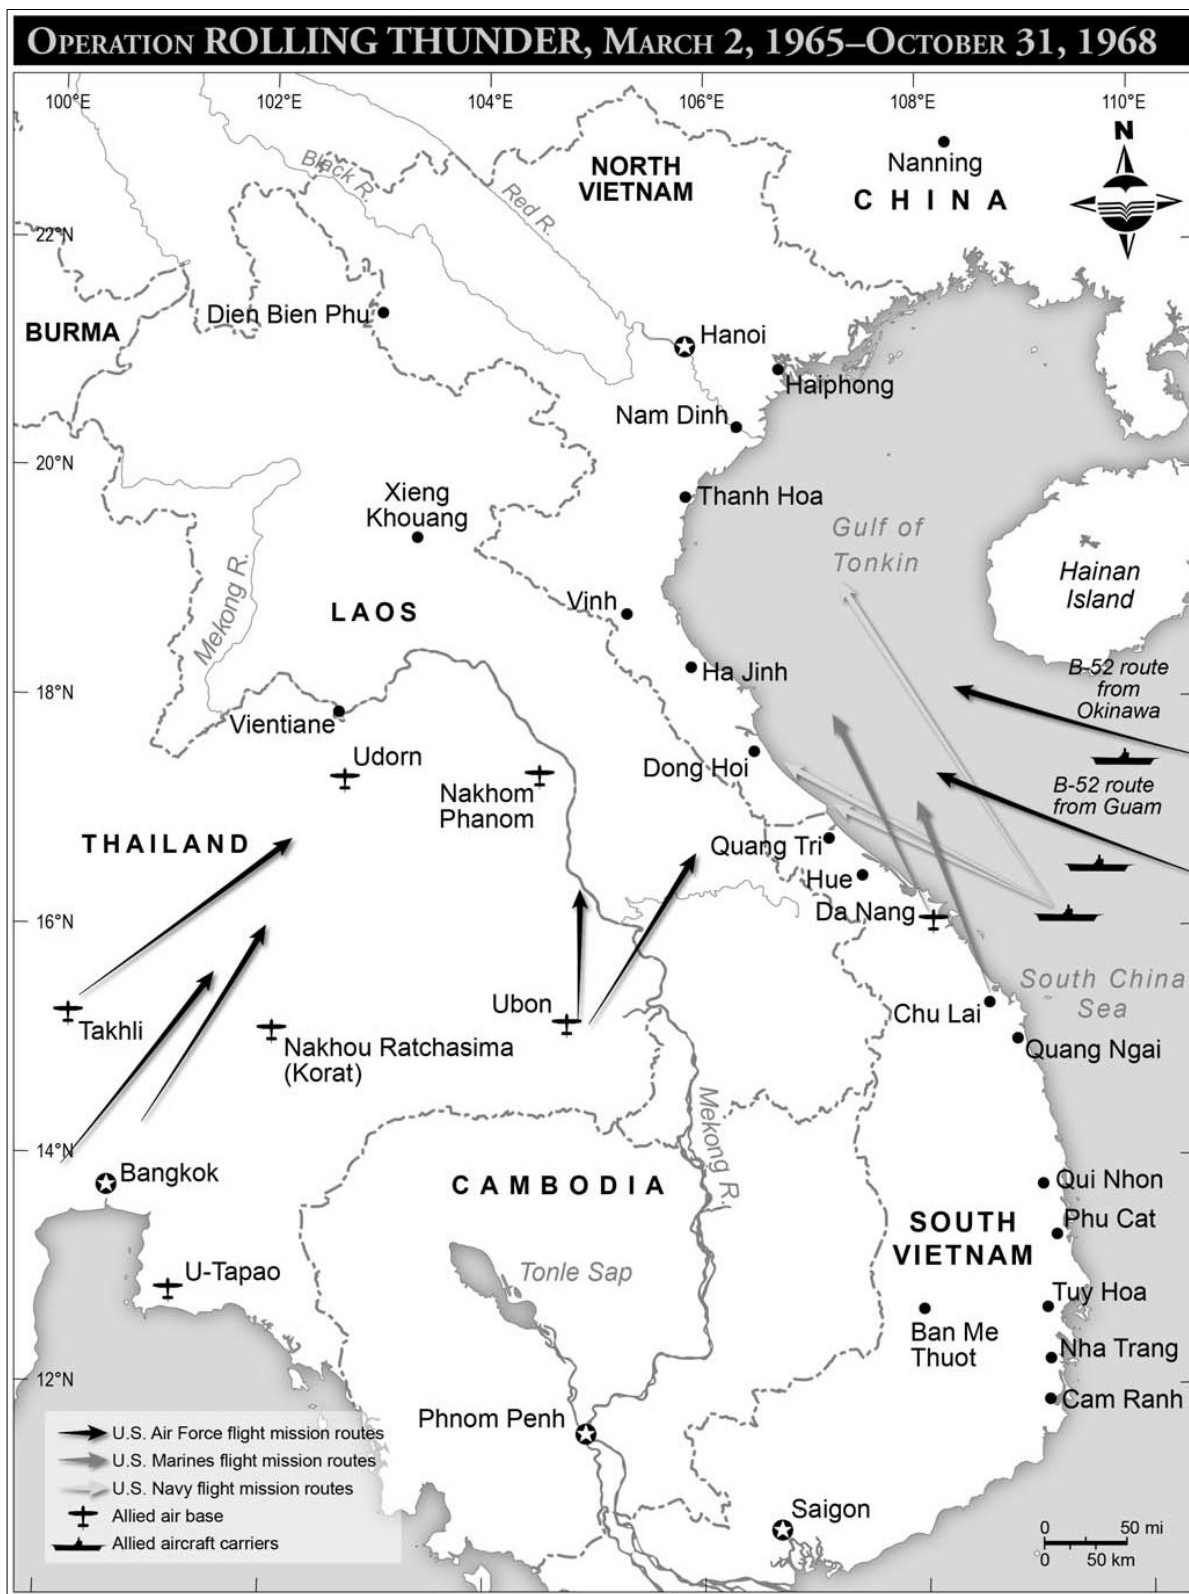 OPERATION ROLLING THUNDER, MARCH 2, 1965–OCTOBER 31, 1968
100°E
102°E
104°E
106°E
108°E
110°E
N
Nanning
CHINA
NORTH
VIETNAM
Black R.
Red R.
22°N
Dien Bien Phu
BURMA
Hanoi
Haiphong
Nam Dinh
20°N
Thanh Hoa
Xieng
Khouang
Gulf of
Tonkin
Hainan
Island
Mekong R.
LAOS
Vinh
Ha Jinh
B-52 route
from
Okinawa
18°N
Vientiane
Udorn
Dong Hoi
Nakhom
Phanom
B-52 route
from Guam
THAILAND
Quang Tri
Hue
Da Nang
16°N
South China
Sea
Ubon
Takhli
Chu Lai
Nakhou Ratchasima
(Korat)
Quang Ngai
Mekong R.
14°N
Bangkok
CAMBODIA
Qui Nhon
Phu Cat
SOUTH
VIETNAM
U-Tapao
Tonle Sap
Tuy Hoa
Ban Me
Thuot
Nha Trang
12°N
Cam Ranh
Phnom Penh
U.S. Air Force flight mission routes
U.S. Marines flight mission routes
U.S. Navy flight mission routes
Allied air base
Allied aircraft carriers
Saigon
0 50 mi
0 50 km